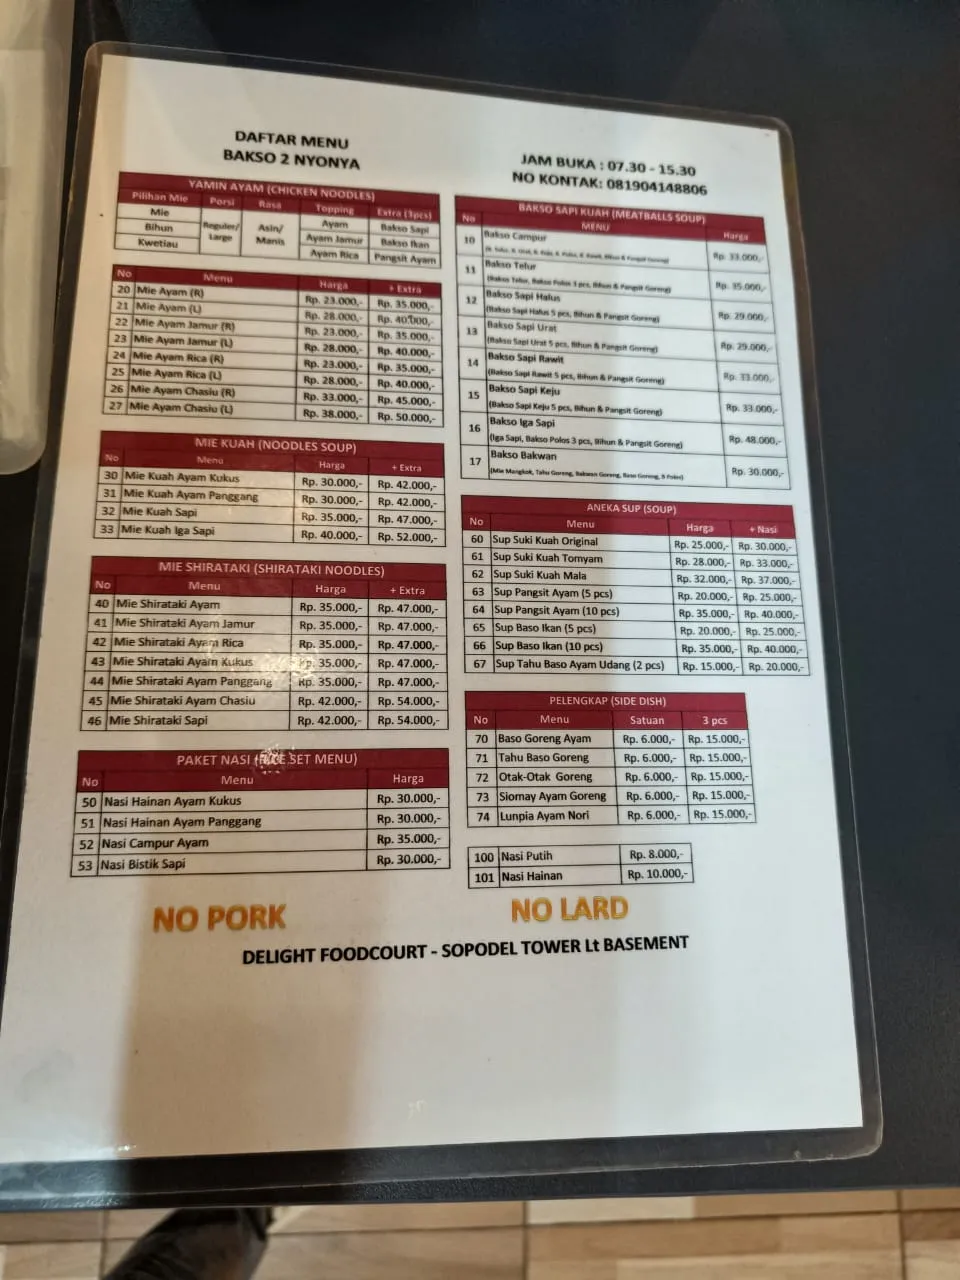 DAFTAR MENU
BAKSO 2 NYONYA
YAMIN AYAM (CHICKEN NOODLES)
Pilihan Mie Porsi Rasa Topping Extra (3pcs)
Mie Reguler/ Large Asin/ Manis Ayam Bakso Sapi
Bihun Ayam Jamur Bakso Ikan
Kwetiau Ayam Rica Pangsit Ayam
No Menu Harga + Extra
20 Mie Ayam (R) Rp. 23.000,- Rp. 35.000,-
21 Mie Ayam (L) Rp. 28.000,- Rp. 40.000,-
22 Mie Ayam Jamur (R) Rp. 23.000,- Rp. 35.000,-
23 Mie Ayam Jamur (L) Rp. 28.000,- Rp. 40.000,-
24 Mie Ayam Rica (R) Rp. 23.000,- Rp. 35.000,-
25 Mie Ayam Rica (L) Rp. 28.000,- Rp. 40.000,-
26 Mie Ayam Chasiu (R) Rp. 33.000,- Rp. 45.000,-
27 Mie Ayam Chasiu (L) Rp. 38.000,- Rp. 50.000,-
MIE KUAH (NOODLES SOUP)
No Menu Harga + Extra
30 Mie Kuah Ayam Kukus Rp. 30.000,- Rp. 42.000,-
31 Mie Kuah Ayam Panggang Rp. 30.000,- Rp. 42.000,-
32 Mie Kuah Sapi Rp. 35.000,- Rp. 47.000,-
33 Mie Kuah Iga Sapi Rp. 40.000,- Rp. 52.000,-
MIE SHIRATAKI (SHIRATAKI NOODLES)
No Menu Harga + Extra
40 Mie Shirataki Ayam Rp. 35.000,- Rp. 47.000,-
41 Mie Shirataki Ayam Jamur Rp. 35.000,- Rp. 47.000,-
42 Mie Shirataki Ayam Rica Rp. 35.000,- Rp. 47.000,-
43 Mie Shirataki Ayam Kukus Rp. 35.000,- Rp. 47.000,-
44 Mie Shirataki Ayam Panggang Rp. 35.000,- Rp. 47.000,-
45 Mie Shirataki Ayam Chasiu Rp. 42.000,- Rp. 54.000,-
46 Mie Shirataki Sapi Rp. 42.000,- Rp. 54.000,-
PAKET NASI (RICE SET MENU)
No Menu Harga
50 Nasi Hainan Ayam Kukus Rp. 30.000,-
51 Nasi Hainan Ayam Panggang Rp. 30.000,-
52 Nasi Campur Ayam Rp. 35.000,-
53 Nasi Bistik Sapi Rp. 30.000,-
JAM BUKA : 07.30 - 15.30
NO KONTAK: 081904148806
BAKSO SAPI KUAH (MEATBALLS SOUP)
No MENU Harga
10 Bakso Campur Rp. 33.000,-
11 Bakso Telur Rp. 35.000,-
(Bakso Telur, Bakso Polos 3 pcs, Bihun & Pangsit Goreng)
12 Bakso Sapi Halus Rp. 29.000,-
(Bakso Sapi Halus 5 pcs, Bihun & Pangsit Goreng)
13 Bakso Sapi Urat Rp. 29.000,-
(Bakso Sapi Urat 5 pcs, Bihun & Pangsit Goreng)
14 Bakso Sapi Rawit Rp. 33.000,-
(Bakso Sapi Rawit 5 pcs, Bihun & Pangsit Goreng)
15 Bakso Sapi Keju Rp. 33.000,-
(Bakso Sapi Keju 5 pcs, Bihun & Pangsit Goreng)
16 Bakso Iga Sapi Rp. 48.000,-
(Iga Sapi, Bakso Polos 3 pcs, Bihun & Pangsit Goreng)
17 Bakso Bakwan Rp. 30.000,-
(Mie Mangkok, Tahu Goreng, Bakwan Goreng, Baso Goreng, 5 Polos)
ANEKA SUP (SOUP)
No Menu Harga + Nasi
60 Sup Suki Kuah Original Rp. 25.000,- Rp. 30.000,-
61 Sup Suki Kuah Tomyam Rp. 28.000,- Rp. 33.000,-
62 Sup Suki Kuah Mala Rp. 32.000,- Rp. 37.000,-
63 Sup Pangsit Ayam (5 pcs) Rp. 20.000,- Rp. 25.000,-
64 Sup Pangsit Ayam (10 pcs) Rp. 35.000,- Rp. 40.000,-
65 Sup Baso Ikan (5 pcs) Rp. 20.000,- Rp. 25.000,-
66 Sup Baso Ikan (10 pcs) Rp. 35.000,- Rp. 40.000,-
67 Sup Tahu Baso Ayam Udang (2 pcs) Rp. 15.000,- Rp. 20.000,-
PELENGKAP (SIDE DISH)
No Menu Satuan 3 pcs
70 Baso Goreng Ayam Rp. 6.000,- Rp. 15.000,-
71 Tahu Baso Goreng Rp. 6.000,- Rp. 15.000,-
72 Otak-Otak Goreng Rp. 6.000,- Rp. 15.000,-
73 Siomay Ayam Goreng Rp. 6.000,- Rp. 15.000,-
74 Lunpia Ayam Nori Rp. 6.000,- Rp. 15.000,-
100 Nasi Putih Rp. 8.000,-
101 Nasi Hainan Rp. 10.000,-
NO PORK
NO LARD
DELIGHT FOODCOURT - SOPODEL TOWER Lt BASEMENT